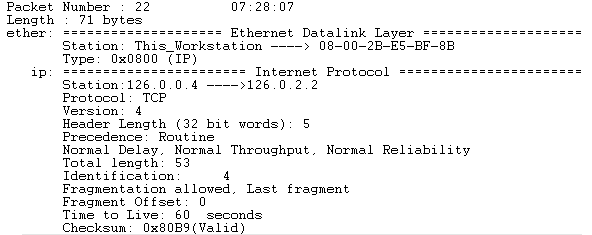 Packet Number : 22          07:28:07
Length : 71 bytes
ether: ==================== Ethernet Datalink Layer ====================
       Station: This_Workstation ----> 08-00-2B-E5-BF-8B
       Type: 0x0800 (IP)
   ip: ======================= Internet Protocol =======================
       Station:126.0.0.4 ---->126.0.2.2
       Protocol: TCP
       Version: 4
       Header Length (32 bit words): 5
       Precedence: Routine
       Normal Delay, Normal Throughput, Normal Reliability
       Total length: 53
       Identification:     4
       Fragmentation allowed, Last fragment
       Fragment Offset: 0
       Time to Live: 60  seconds
       Checksum: 0x80B9(Valid)